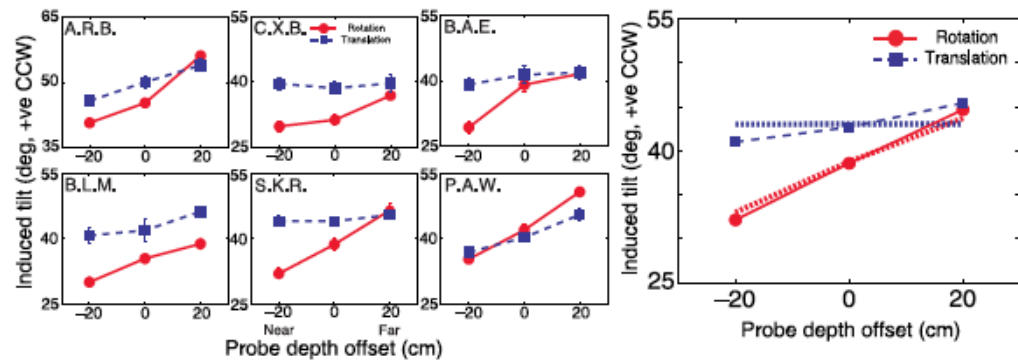 Induced tilt (deg, +ve CCW)
65
55
45
35
A.R.B.
−20
0
20
55
40
25
C.X.B.
Rotation
Translation
−20
0
20
55
40
25
B.A.E.
−20
0
20
55
40
25
B.L.M.
−20
0
20
55
40
25
S.K.R.
−20
0
20
Near
Far
55
40
25
P.A.W.
−20
0
20
Probe depth offset (cm)
Induced tilt (deg, +ve CCW)
55
40
25
Rotation
Translation
−20
0
20
Probe depth offset (cm)